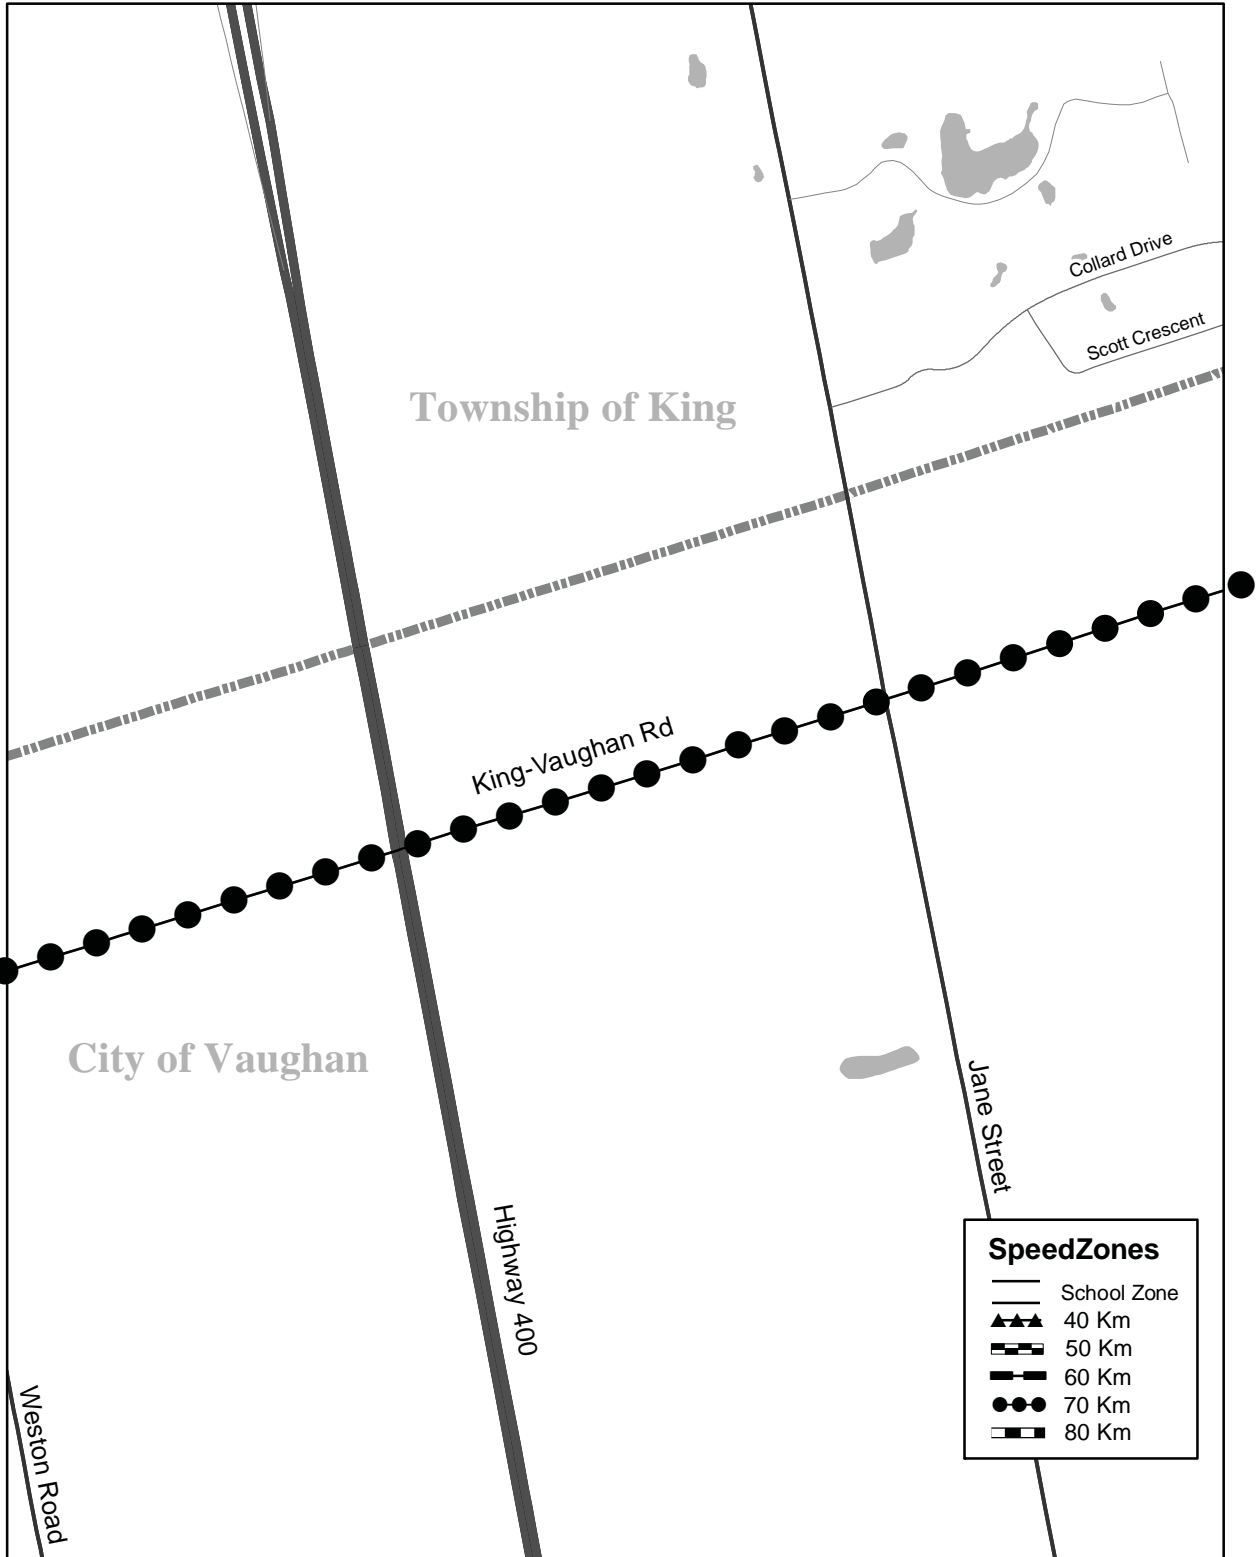 Collard Drive
Scott Crescent
Township of King
King-Vaughan Rd
City of Vaughan
Jane Street
Highway 400
Weston Road
SpeedZones
School Zone
40 Km
50 Km
60 Km
70 Km
80 Km